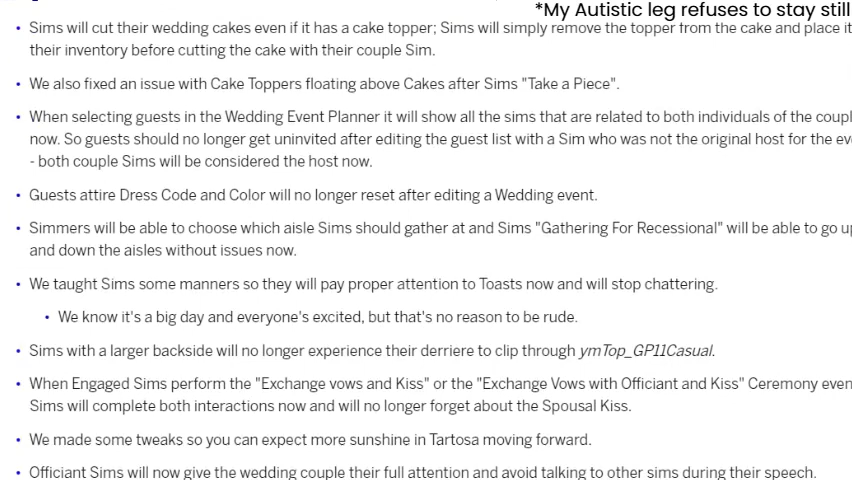 *My Autistic leg refuses to stay still
• Sims will cut their wedding cakes even if it has a cake topper; Sims will simply remove the topper from the cake and place it
their inventory before cutting the cake with their couple Sim.
• We also fixed an issue with Cake Toppers floating above Cakes after Sims "Take a Piece".
• When selecting guests in the Wedding Event Planner it will show all the sims that are related to both individuals of the coupl
now. So guests should no longer get uninvited after editing the guest list with a Sim who was not the original host for the eve
- both couple Sims will be considered the host now.
• Guests attire Dress Code and Color will no longer reset after editing a Wedding event.
• Simmers will be able to choose which aisle Sims should gather at and Sims "Gathering For Recessional" will be able to go up
and down the aisles without issues now.
• We taught Sims some manners so they will pay proper attention to Toasts now and will stop chattering.
• We know it's a big day and everyone's excited, but that's no reason to be rude.
• Sims with a larger backside will no longer experience their derriere to clip through ymTop_GP11Casual.
• When Engaged Sims perform the "Exchange vows and Kiss" or the "Exchange Vows with Officiant and Kiss" Ceremony even
Sims will complete both interactions now and will no longer forget about the Spousal Kiss.
• We made some tweaks so you can expect more sunshine in Tartosa moving forward.
• Officiant Sims will now give the wedding couple their full attention and avoid talking to other sims during their speech.